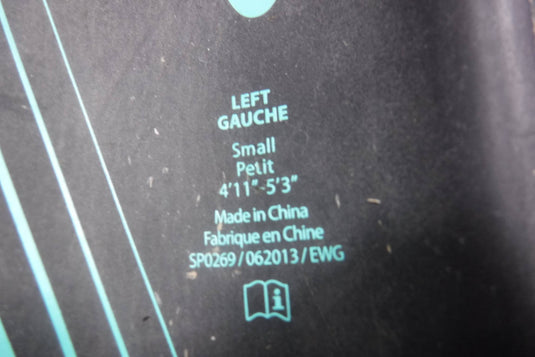 LEFT
GAUCHE
Small
Petit
4'11"-5'3"
Made in China
Fabrique en Chine
SP0269 / 062013 / EWG
i